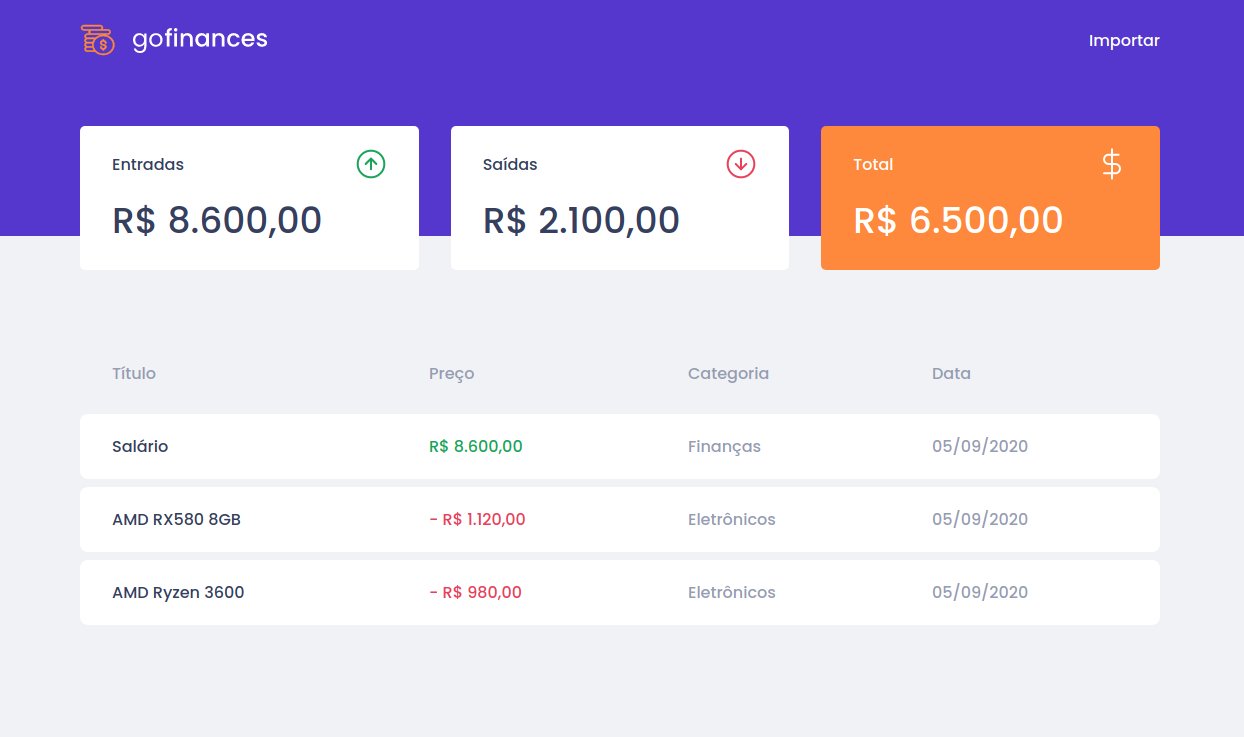 gofinances
Importar
Entradas
R$ 8.600,00
Saídas
R$ 2.100,00
Total
$
R$ 6.500,00
Título Preço Categoria Data
Salário R$ 8.600,00 Finanças 05/09/2020
AMD RX580 8GB - R$ 1.120,00 Eletrônicos 05/09/2020
AMD Ryzen 3600 - R$ 980,00 Eletrônicos 05/09/2020